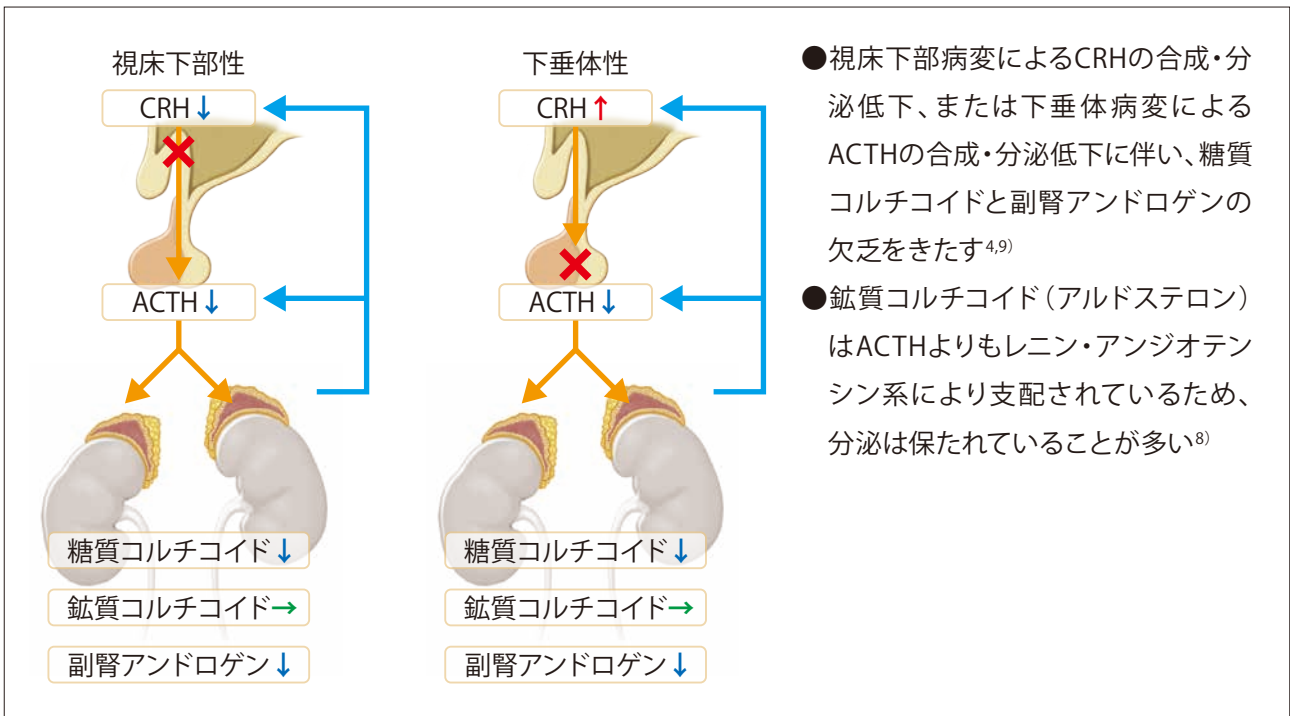 視床下部性
CRH↓
ACTH↓
糖質コルチコイド↓
鉱質コルチコイド→
副腎アンドロゲン↓
下垂体性
CRH↑
ACTH↓
糖質コルチコイド↓
鉱質コルチコイド→
副腎アンドロゲン↓
●視床下部病変によるCRHの合成・分
泌低下、または下垂体病変による
ACTHの合成・分泌低下に伴い、糖質
コルチコイドと副腎アンドロゲンの
欠乏をきたす4,9)
●鉱質コルチコイド（アルドステロン）
はACTHよりもレニン・アンジオテン
シン系により支配されているため、
分泌は保たれていることが多い8)